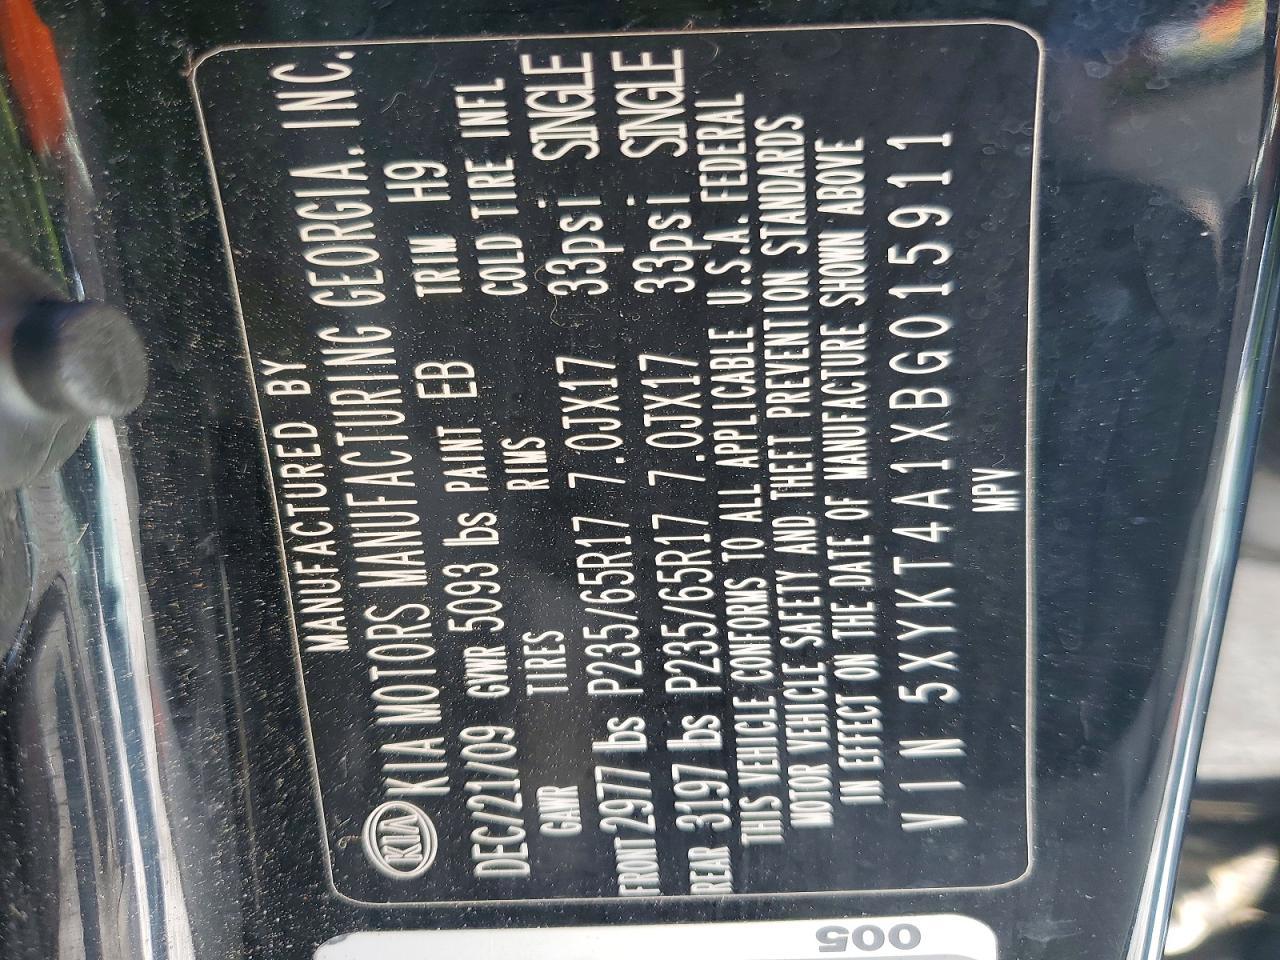 MANUFACTURED BY
KIA KIA MOTORS MANUFACTURING GEORGIA, INC.
DEC/21/09 GVWR 5093 lbs PAINT EB TRIM H9
GAWR TIRES RIMS COLD TIRE INFL
FRONT 2977 lbs P235/65R17 7.0JX17 33psi SINGLE
REAR 3197 lbs P235/65R17 7.0JX17 33psi SINGLE
THIS VEHICLE CONFORMS TO ALL APPLICABLE U.S.A. FEDERAL
MOTOR VEHICLE SAFETY AND THEFT PREVENTION STANDARDS
IN EFFECT ON THE DATE OF MANUFACTURE SHOWN ABOVE
VIN 5XYKT4A1XBG015911
MPV
005